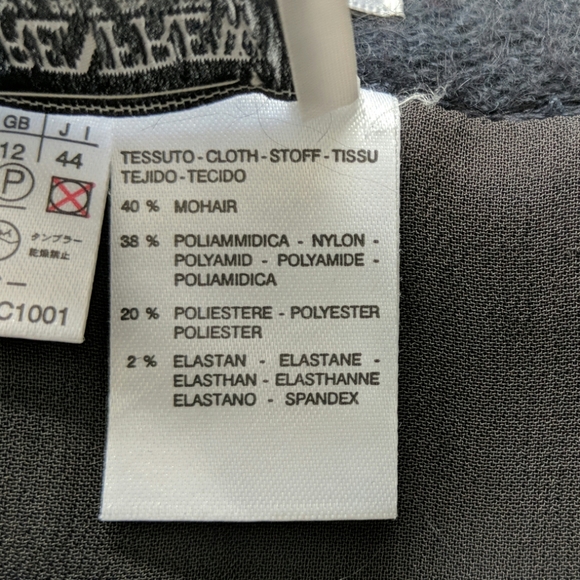 GB J I
12 44
P
タンブラー
乾燥禁止
C1001
TESSUTO - CLOTH - STOFF - TISSU
TEJIDO - TECIDO
40 % MOHAIR
38 % POLIAMMIDICA - NYLON -
POLYAMID - POLYAMIDE -
POLIAMIDICA
20 % POLIESTERE - POLYESTER
POLIESTER
2 % ELASTAN - ELASTANE -
ELASTHAN - ELASTHANNE
ELASTANO - SPANDEX